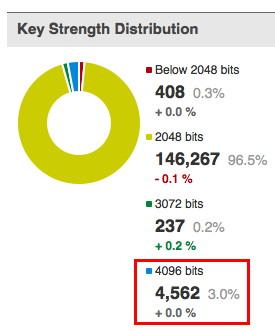 Key Strength Distribution
Below 2048 bits
408 0.3%
+ 0.0 %
2048 bits
146,267 96.5%
- 0.1 %
3072 bits
237 0.2%
+ 0.2 %
4096 bits
4,562 3.0%
+ 0.0 %